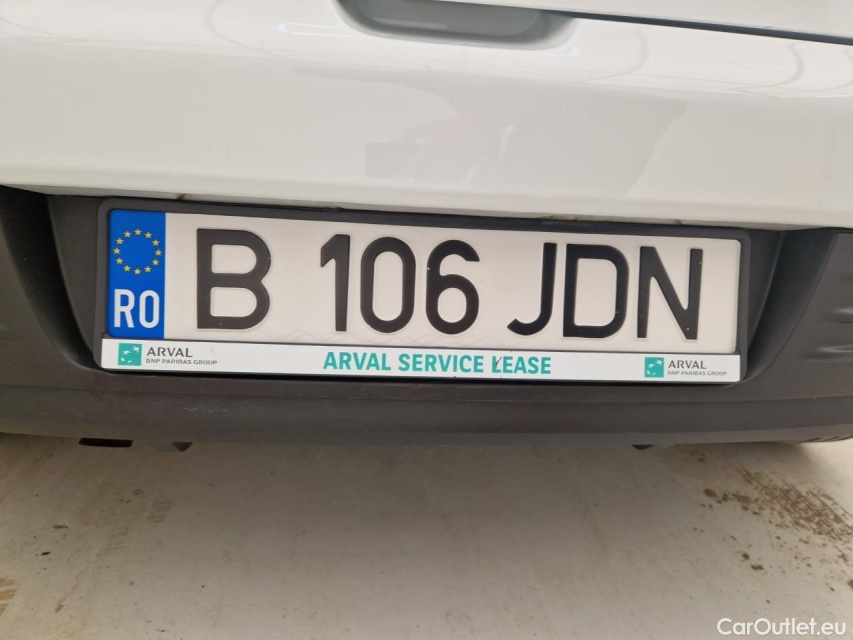 RO
B 106 JDN
ARVAL
BNP PARIBAS GROUP
ARVAL SERVICE LEASE
ARVAL
BNP PARIBAS GROUP
CarOutlet.eu